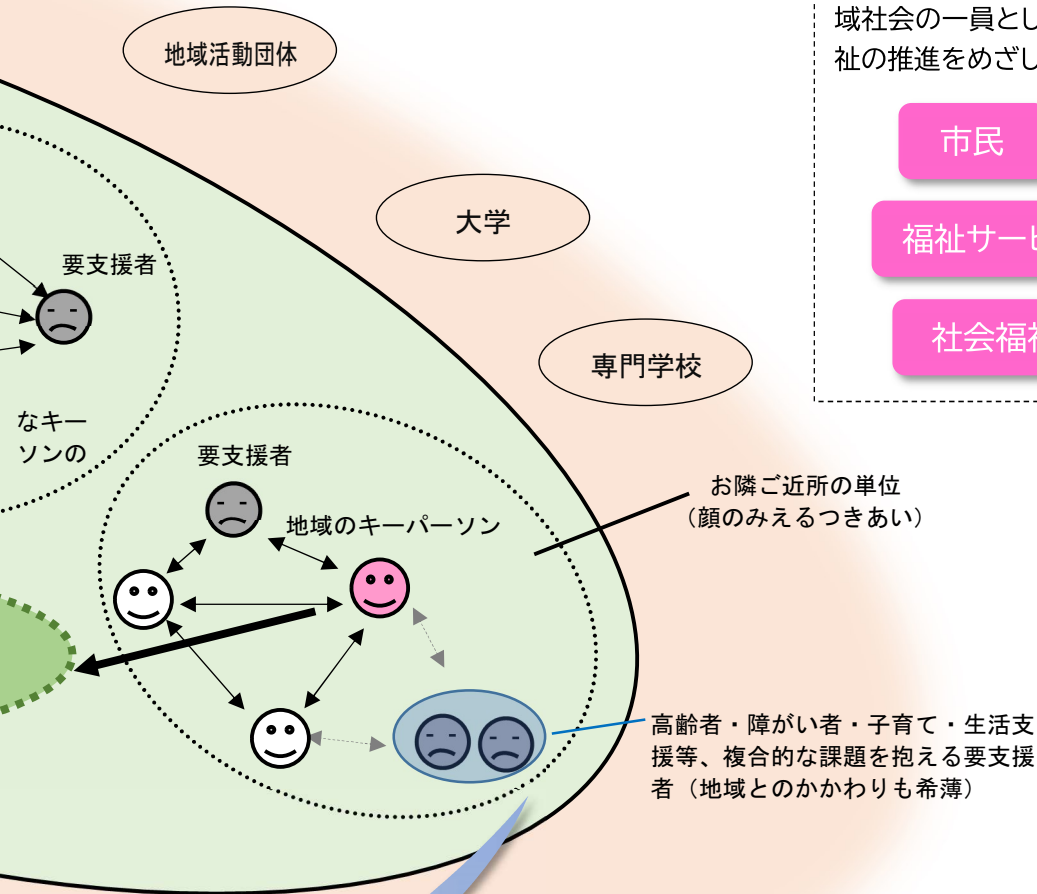 地域活動団体
域社会の一員とし
祉の推進をめざし
市民
大学
福祉サー
要支援者
社会福
専門学校
なキー
ソンの
要支援者
お隣ご近所の単位
（顔のみえるつきあい）
地域のキーパーソン
高齢者・障がい者・子育て・生活支
援等、複合的な課題を抱える要支援
者（地域とのかかわりも希薄）